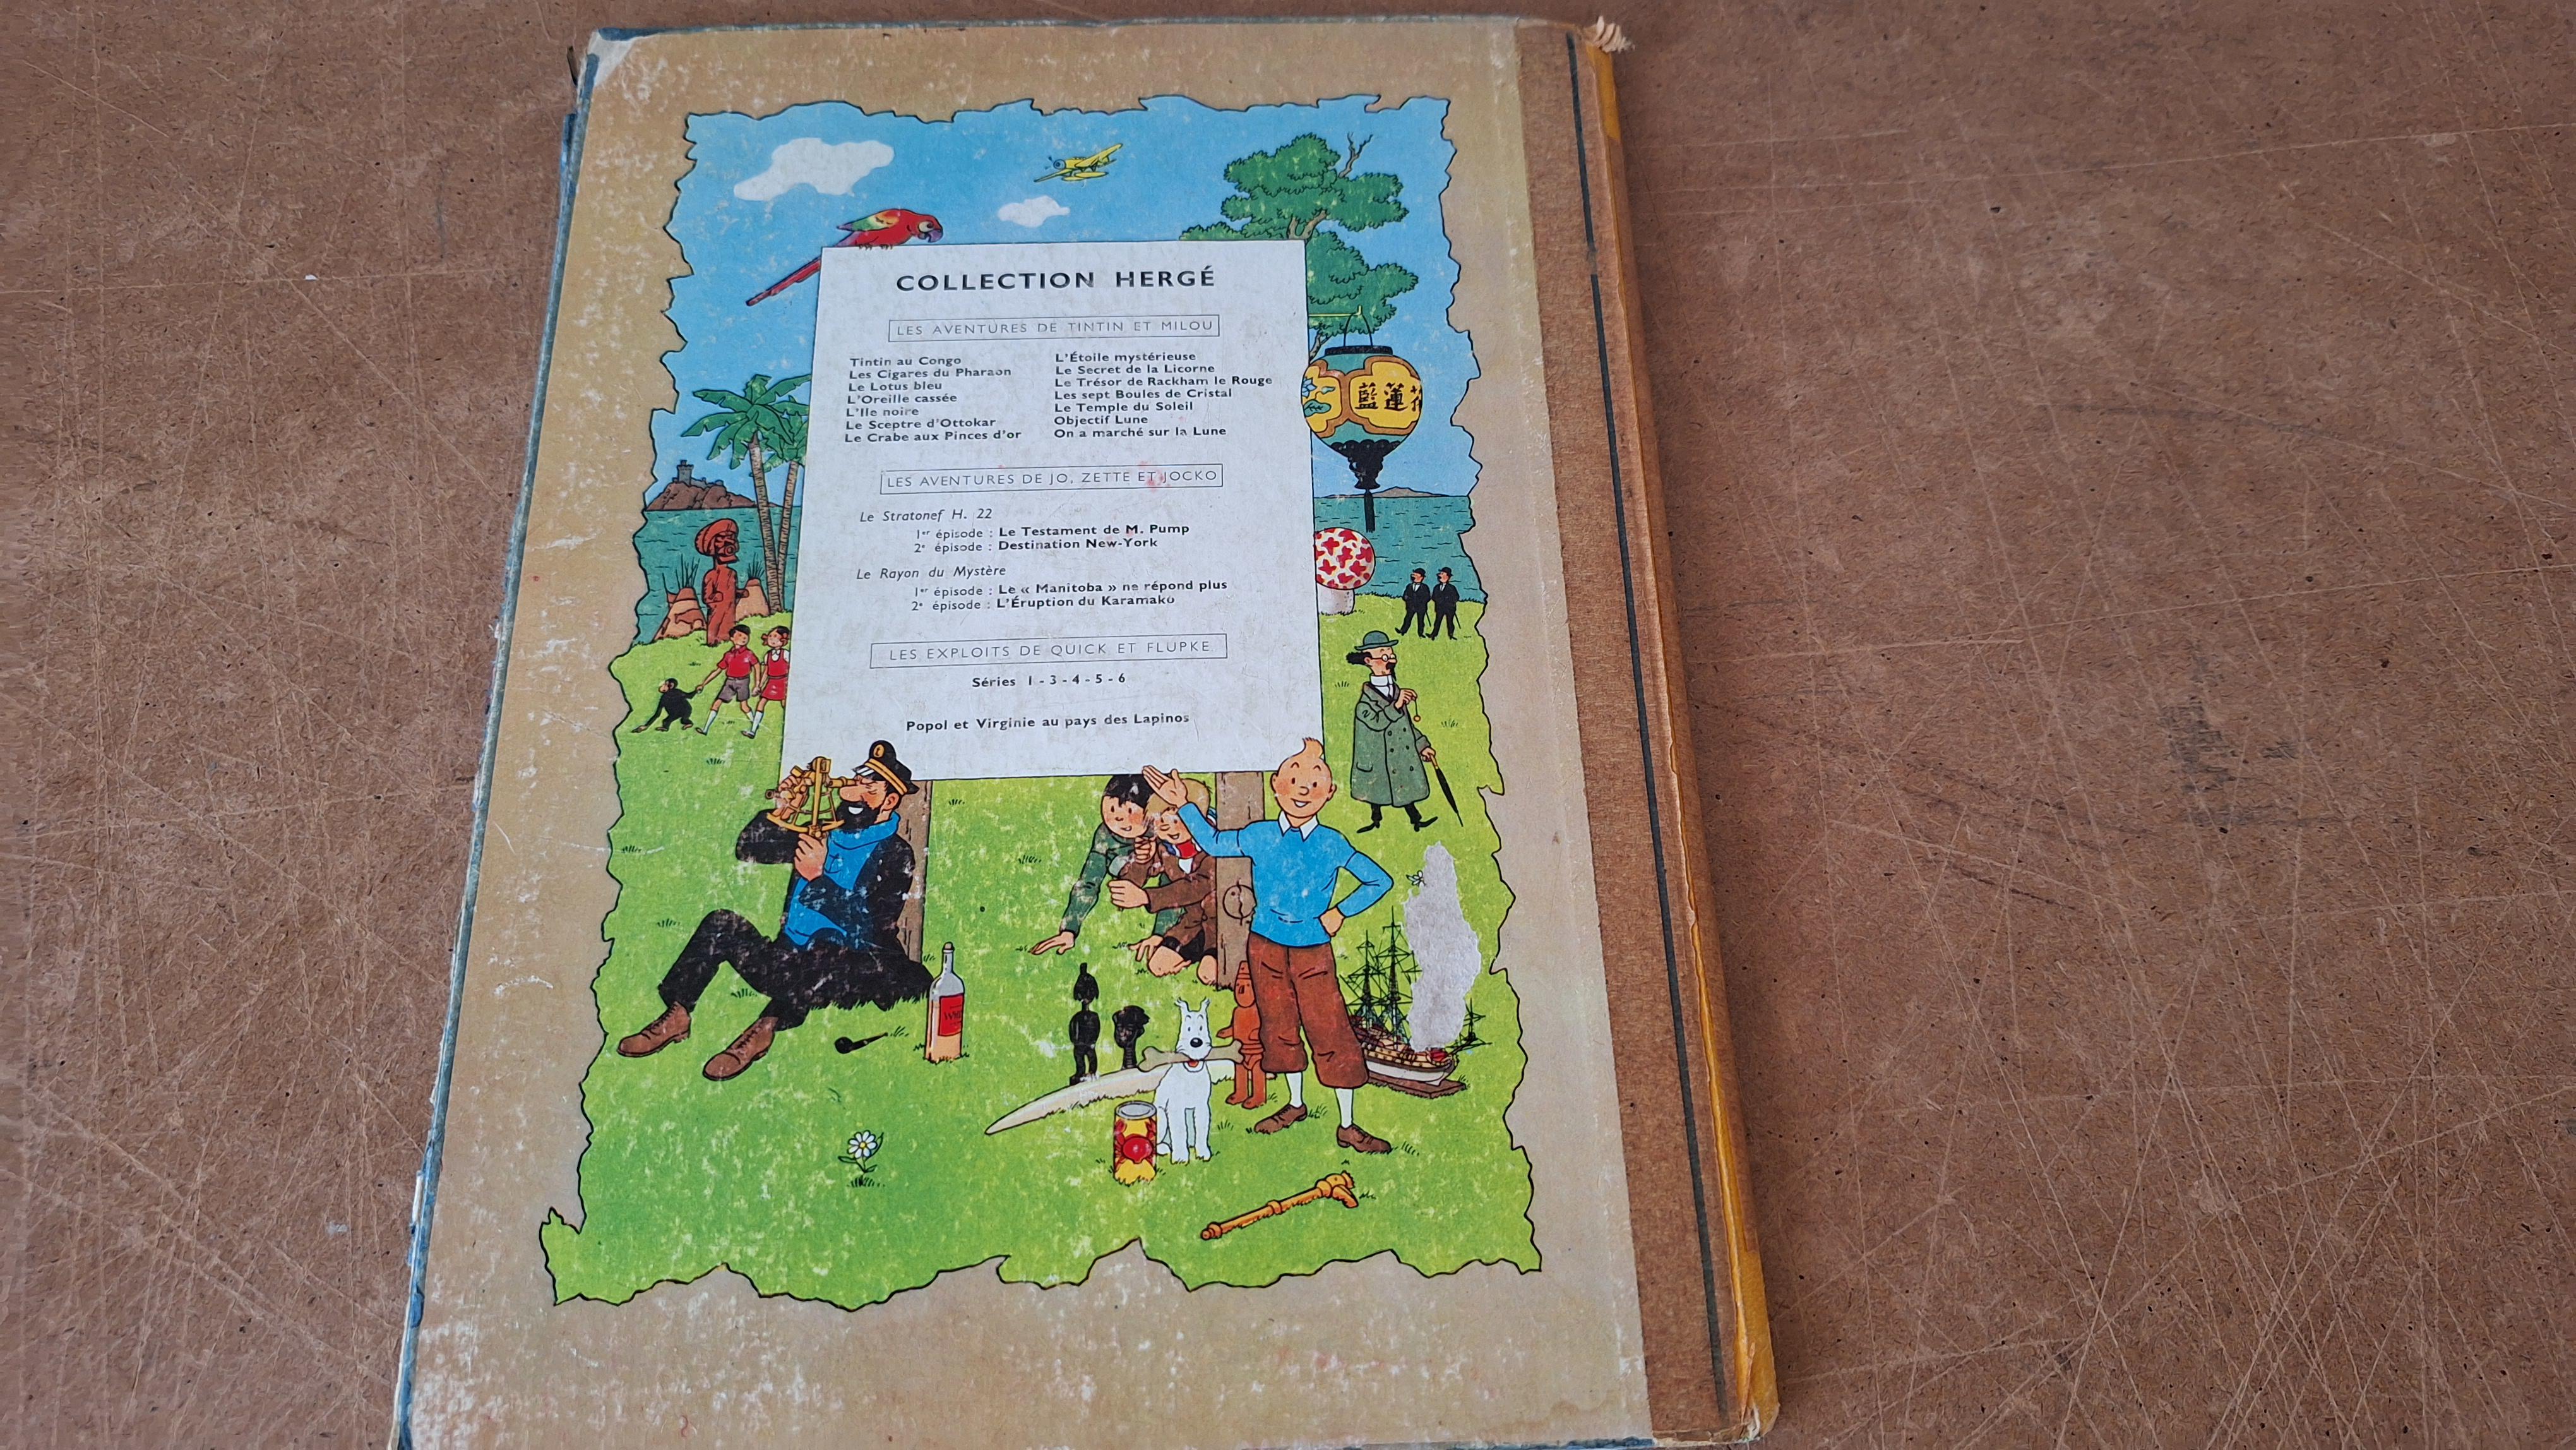 COLLECTION HERGÉ
LES AVENTURES DE TINTIN ET MILOU
Tintin au Congo
Les Cigares du Pharaon
Le Lotus bleu
L'Oreille cassée
L'Ile noire
Le Sceptre d'Ottokar
Le Crabe aux Pinces d'or
L'Étoile mystérieuse
Le Secret de la Licorne
Le Trésor de Rackham le Rouge
Les sept Boules de Cristal
Le Temple du Soleil
Objectif Lune
On a marché sur la Lune
藍蓮
LES AVENTURES DE JO, ZETTE ET JOCKO
Le Stratonef H. 22
1er épisode : Le Testament de M. Pump
2e épisode : Destination New-York
Le Rayon du Mystère
1er épisode : Le « Manitoba » ne répond plus
2e épisode : L'Éruption du Karamako
LES EXPLOITS DE QUICK ET FLUPKE
Séries 1 - 3 - 4 - 5 - 6
Popol et Virginie au pays des Lapinos